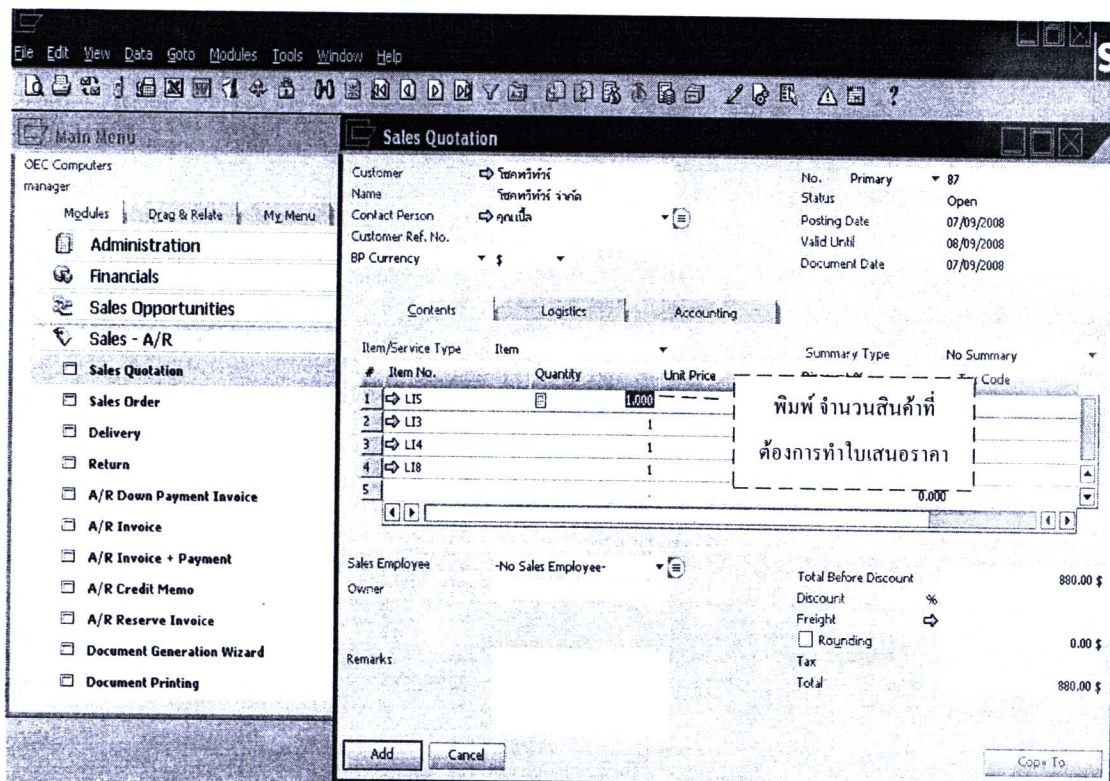 File Edit View Data Goto Modules Tools Window Help
Main Menu
OEC Computers
manager
Modules Drag & Relate My Menu
Administration
Financials
Sales Opportunities
Sales - A/R
Sales Quotation
Sales Order
Delivery
Return
A/R Down Payment Invoice
A/R Invoice
A/R Invoice + Payment
A/R Credit Memo
A/R Reserve Invoice
Document Generation Wizard
Document Printing
Sales Quotation
Customer โชคทวีทัวร์
Name โชคทวีทัวร์ จำกัด
Contact Person คุณเปิ้ล
Customer Ref. No.
BP Currency $
No. Primary 87
Status Open
Posting Date 07/09/2008
Valid Until 08/09/2008
Document Date 07/09/2008
Contents Logistics Accounting
Item/Service Type Item
Summary Type No Summary
# Item No. Quantity Unit Price Code
1 LI5 1.000
2 LI3 1
3 LI4 1
4 LI8 1
5 0.000
พิมพ์ จำนวนสินค้าที่
ต้องการทำใบเสนอราคา
Sales Employee -No Sales Employee-
Owner
Remarks
Total Before Discount 880.00 $
Discount %
Freight
Rounding 0.00 $
Tax
Total 880.00 $
Add Cancel
Copy To